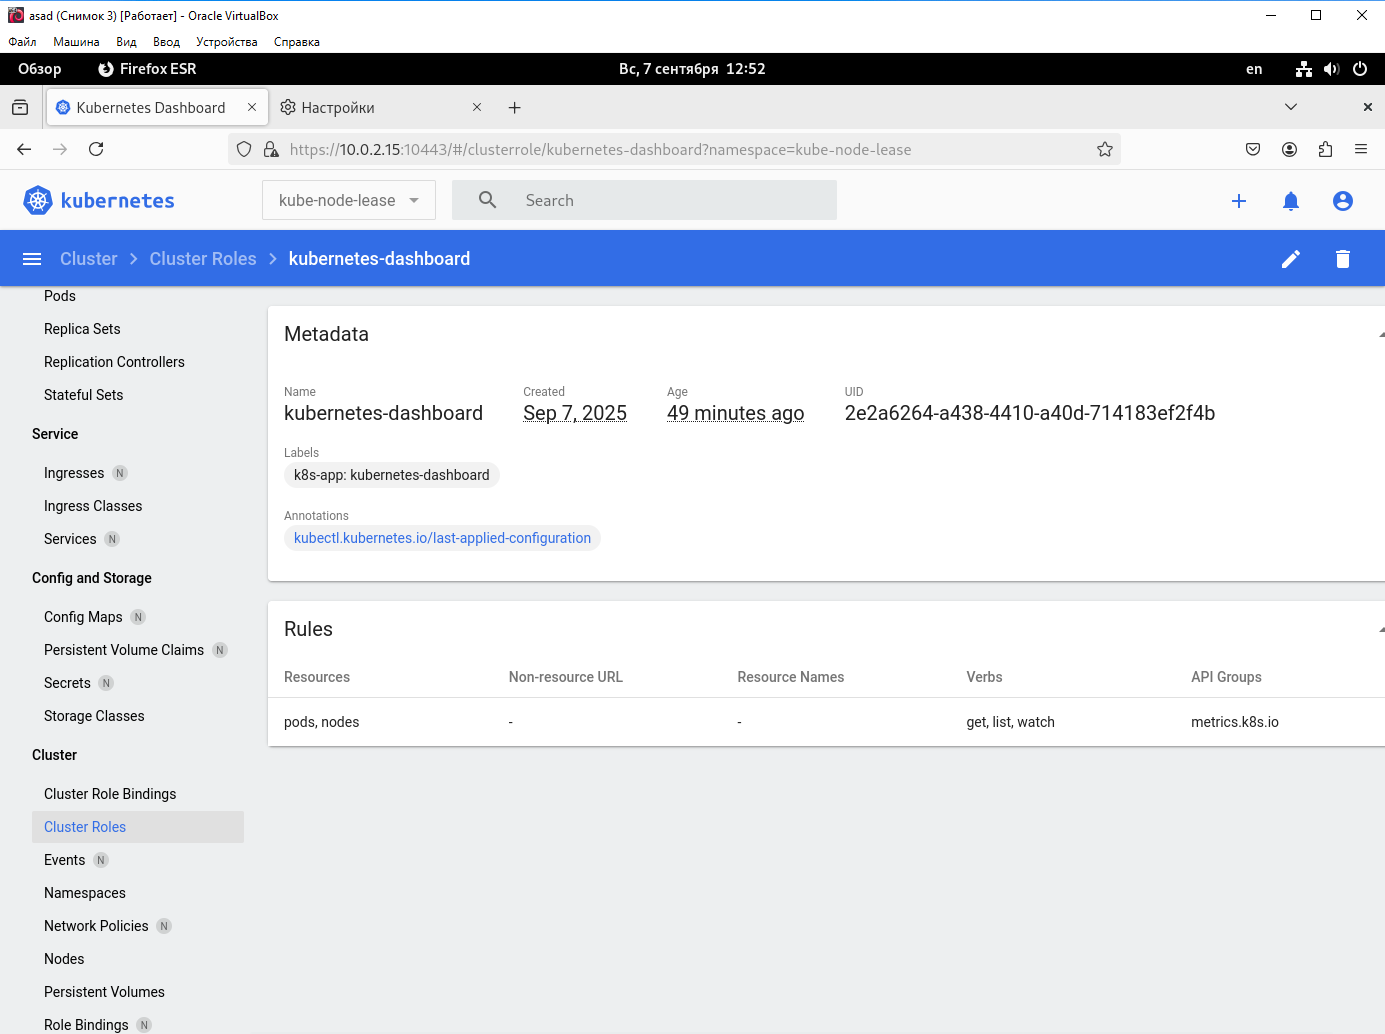 asad (Снимок 3) [Работает] - Oracle VirtualBox
Файл Машина Вид Ввод Устройства Справка
Обзор Firefox ESR Вс, 7 сентября 12:52 en
Kubernetes Dashboard Настройки
https://10.0.2.15:10443/#/clusterrole/kubernetes-dashboard?namespace=kube-node-lease
kubernetes kube-node-lease Search
Cluster Cluster Roles kubernetes-dashboard
Pods
Replica Sets
Replication Controllers
Stateful Sets
Service
Ingresses N
Ingress Classes
Services N
Config and Storage
Config Maps N
Persistent Volume Claims N
Secrets N
Storage Classes
Cluster
Cluster Role Bindings
Cluster Roles
Events N
Namespaces
Network Policies N
Nodes
Persistent Volumes
Role Bindings N
Metadata
Name Created Age UID
kubernetes-dashboard Sep 7, 2025 49 minutes ago 2e2a6264-a438-4410-a40d-714183ef2f4b
Labels
k8s-app: kubernetes-dashboard
Annotations
kubectl.kubernetes.io/last-applied-configuration
Rules
Resources Non-resource URL Resource Names Verbs API Groups
pods, nodes - - get, list, watch metrics.k8s.io